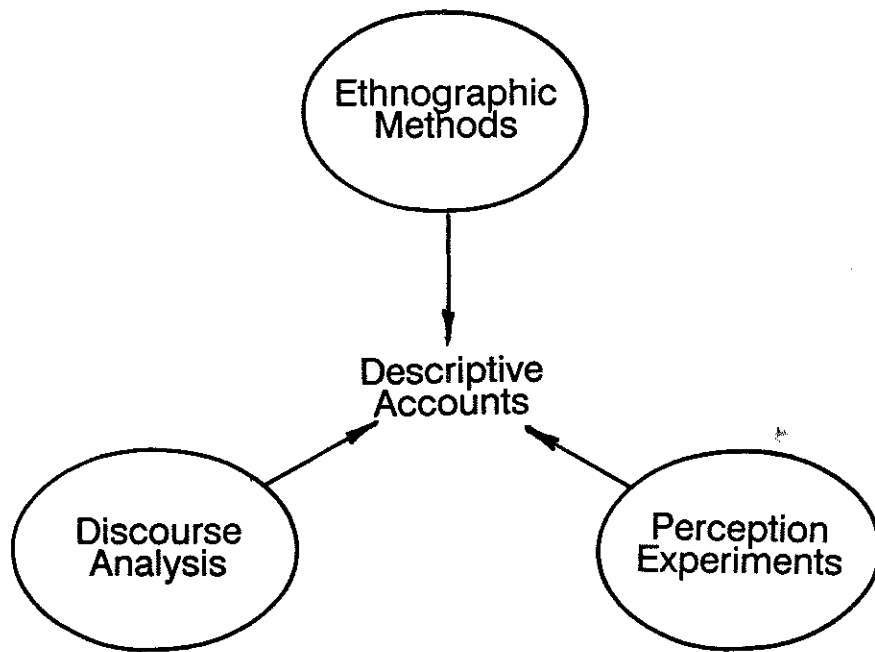 Ethnographic
Methods
Descriptive
Accounts
Discourse
Analysis
Perception
Experiments